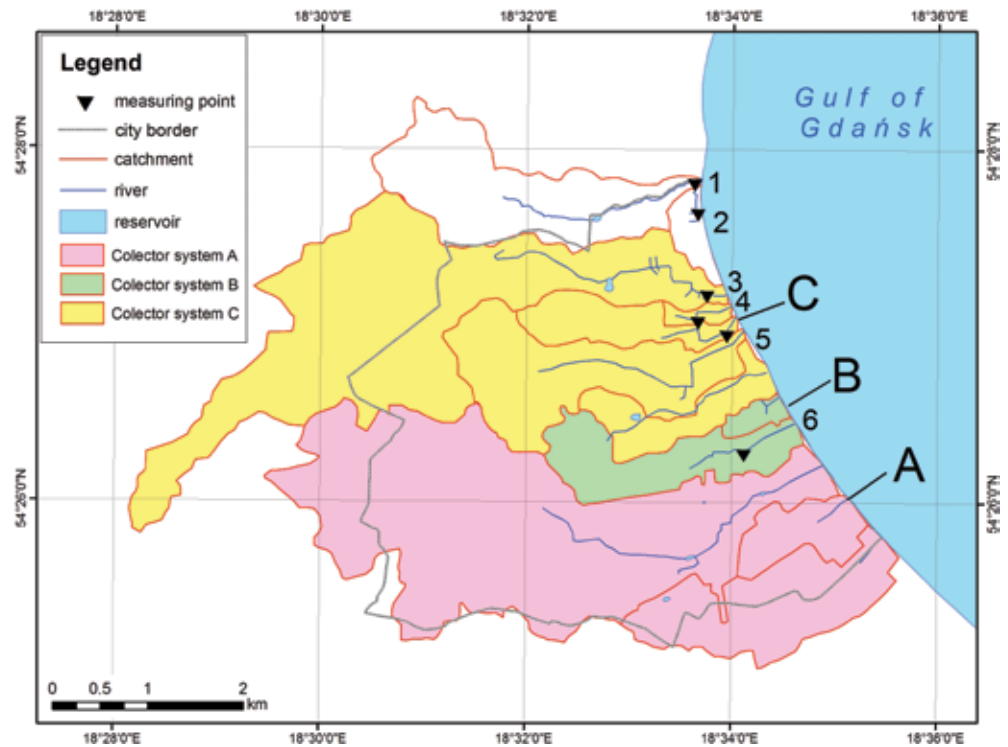 18°28'0"E 18°30'0"E 18°32'0"E 18°34'0"E 18°36'0"E
Legend
measuring point
city border
catchment
river
reservoir
Colector system A
Colector system B
Colector system C
Gulf of
Gdańsk
54°28'0"N
54°28'0"N
1
2
3
4
C
5
B
6
A
54°26'0"N
54°26'0"N
0 0.5 1 2
km
18°28'0"E 18°30'0"E 18°32'0"E 18°34'0"E 18°36'0"E